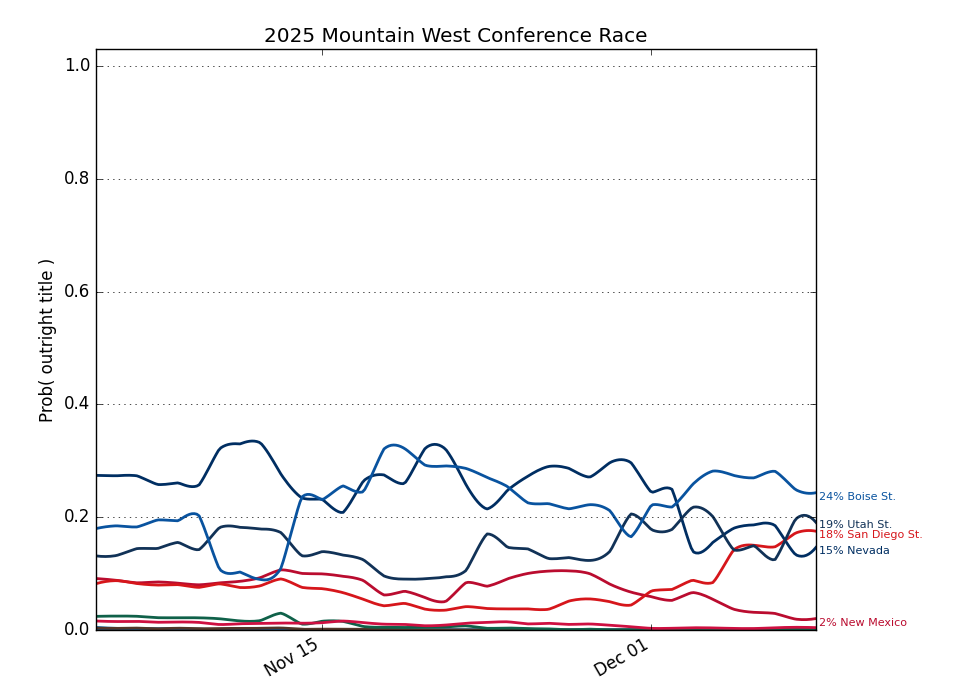 2025 Mountain West Conference Race
Prob( outright title )
1.0
0.8
0.6
0.4
0.2
0.0
Nov 15
Dec 01
24% Boise St.
19% Utah St.
18% San Diego St.
15% Nevada
2% New Mexico